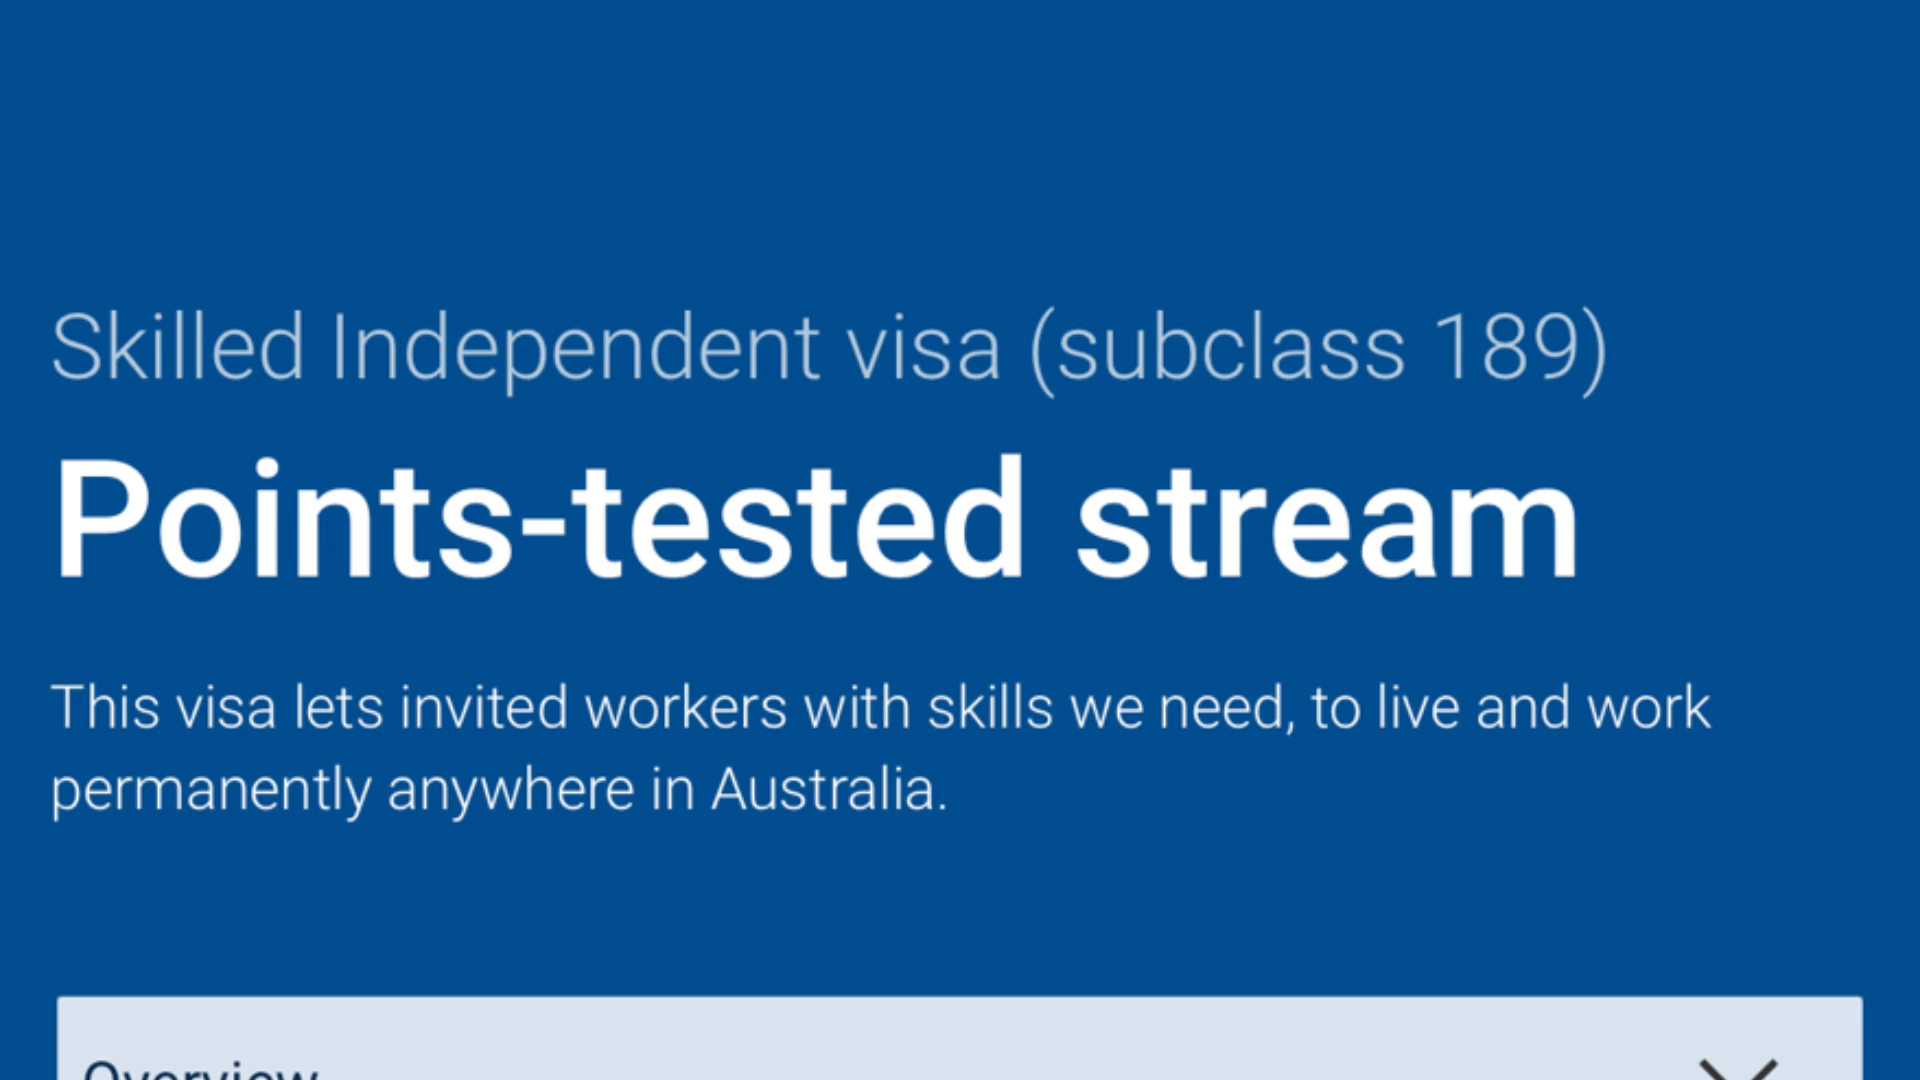 Skilled Independent visa (subclass 189)
Points-tested stream
This visa lets invited workers with skills we need, to live and work
permanently anywhere in Australia.
Overview